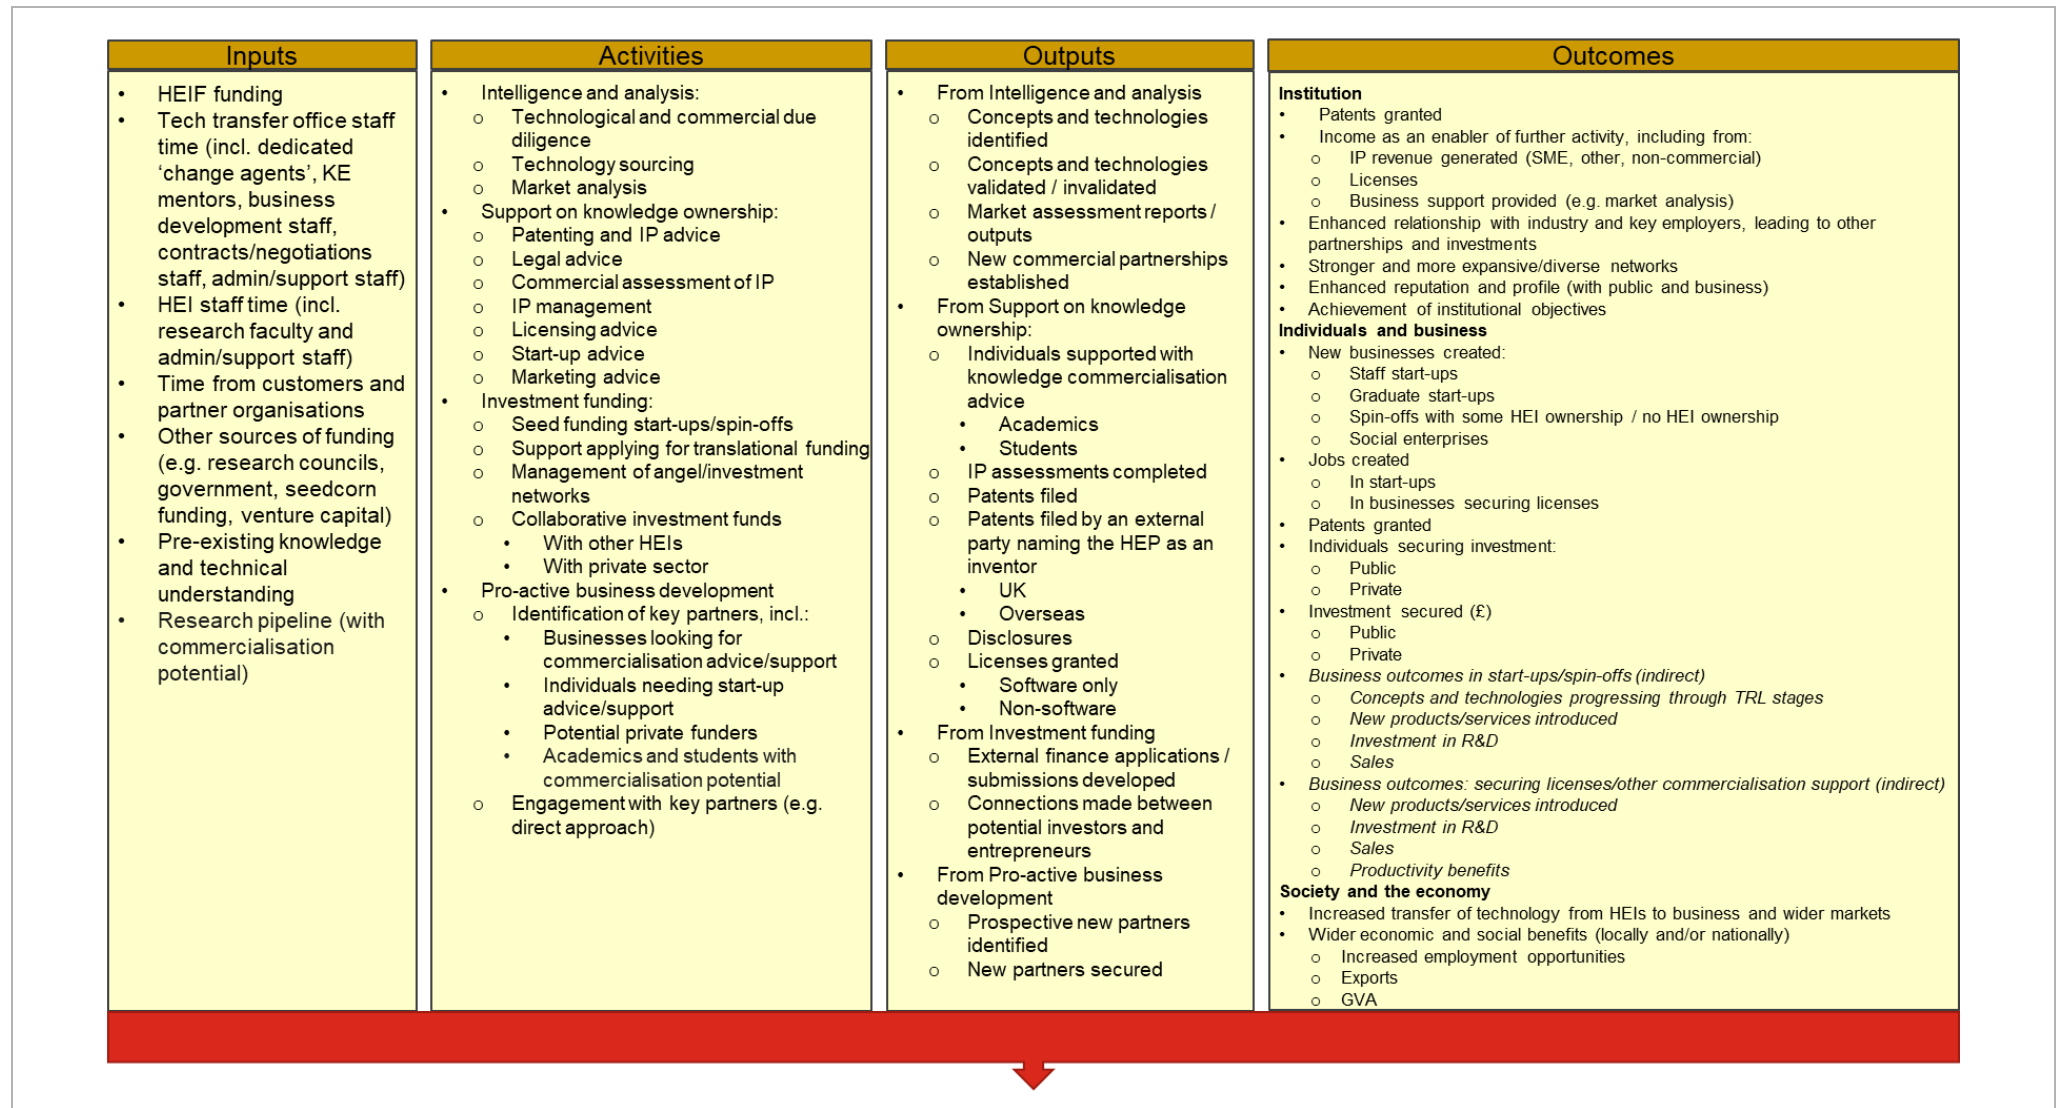 Inputs
• HEIF funding
• Tech transfer office staff
time (incl. dedicated
‘change agents’, KE
mentors, business
development staff,
contracts/negotiations
staff, admin/support staff)
• HEI staff time (incl.
research faculty and
admin/support staff)
• Time from customers and
partner organisations
• Other sources of funding
(e.g. research councils,
government, seedcorn
funding, venture capital)
• Pre-existing knowledge
and technical
understanding
• Research pipeline (with
commercialisation
potential)
Activities
• Intelligence and analysis:
o Technological and commercial due
diligence
o Technology sourcing
o Market analysis
• Support on knowledge ownership:
o Patenting and IP advice
o Legal advice
o Commercial assessment of IP
o IP management
o Licensing advice
o Start-up advice
o Marketing advice
• Investment funding:
o Seed funding start-ups/spin-offs
o Support applying for translational funding
o Management of angel/investment
networks
o Collaborative investment funds
• With other HEIs
• With private sector
• Pro-active business development
o Identification of key partners, incl.:
• Businesses looking for
commercialisation advice/support
• Individuals needing start-up
advice/support
• Potential private funders
• Academics and students with
commercialisation potential
o Engagement with key partners (e.g.
direct approach)
Outputs
• From Intelligence and analysis
o Concepts and technologies
identified
o Concepts and technologies
validated / invalidated
o Market assessment reports /
outputs
o New commercial partnerships
established
• From Support on knowledge
ownership:
o Individuals supported with
knowledge commercialisation
advice
• Academics
• Students
o IP assessments completed
o Patents filed
o Patents filed by an external
party naming the HEP as an
inventor
• UK
• Overseas
o Disclosures
o Licenses granted
• Software only
• Non-software
• From Investment funding
o External finance applications /
submissions developed
o Connections made between
potential investors and
entrepreneurs
• From Pro-active business
development
o Prospective new partners
identified
o New partners secured
Outcomes
Institution
• Patents granted
• Income as an enabler of further activity, including from:
o IP revenue generated (SME, other, non-commercial)
o Licenses
o Business support provided (e.g. market analysis)
• Enhanced relationship with industry and key employers, leading to other
partnerships and investments
• Stronger and more expansive/diverse networks
• Enhanced reputation and profile (with public and business)
• Achievement of institutional objectives
Individuals and business
• New businesses created:
o Staff start-ups
o Graduate start-ups
o Spin-offs with some HEI ownership / no HEI ownership
o Social enterprises
• Jobs created
o In start-ups
o In businesses securing licenses
• Patents granted
• Individuals securing investment:
o Public
o Private
• Investment secured (£)
o Public
o Private
• Business outcomes in start-ups/spin-offs (indirect)
o Concepts and technologies progressing through TRL stages
o New products/services introduced
o Investment in R&D
o Sales
• Business outcomes: securing licenses/other commercialisation support (indirect)
o New products/services introduced
o Investment in R&D
o Sales
o Productivity benefits
Society and the economy
• Increased transfer of technology from HEIs to business and wider markets
• Wider economic and social benefits (locally and/or nationally)
o Increased employment opportunities
o Exports
o GVA